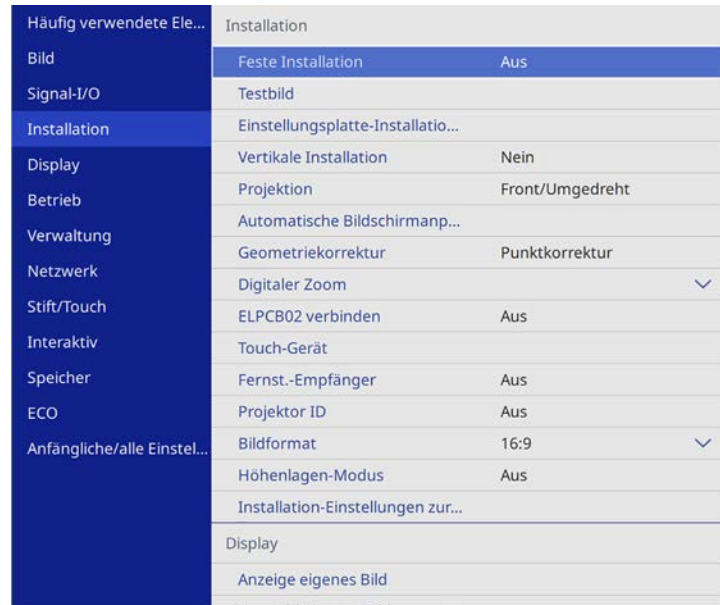 Häufig verwendete Ele...
Bild
Signal-I/O
Installation
Display
Betrieb
Verwaltung
Netzwerk
Stift/Touch
Interaktiv
Speicher
ECO
Anfängliche/alle Einstel...
Installation
Feste Installation Aus
Testbild
Einstellungsplatte-Installatio...
Vertikale Installation Nein
Projektion Front/Umgedreht
Automatische Bildschirmanp...
Geometriekorrektur Punktkorrektur
Digitaler Zoom
ELPCB02 verbinden Aus
Touch-Gerät
Fernst.-Empfänger Aus
Projektor ID Aus
Bildformat 16:9
Höhenlagen-Modus Aus
Installation-Einstellungen zur...
Display
Anzeige eigenes Bild